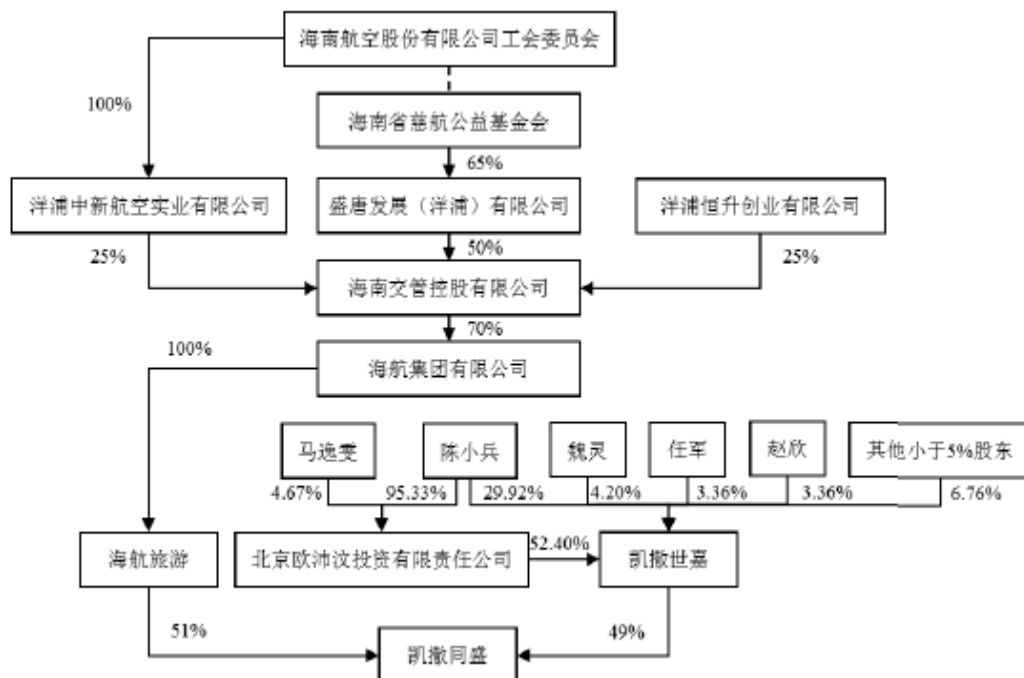 海南航空股份有限公司工会委员会
100%
海南省慈航公益基金会
65%
洋浦中新航空实业有限公司
盛唐发展（洋浦）有限公司
洋浦恒升创业有限公司
25%
50%
25%
海南交管控股有限公司
70%
100%
海航集团有限公司
马逸雯
陈小兵
魏灵
任军
赵欣
其他小于5%股东
4.67%
95.33%
29.92%
4.20%
3.36%
3.36%
6.76%
海航旅游
北京欧沛汶投资有限责任公司
52.40%
凯撒世嘉
51%
49%
凯撒同盛